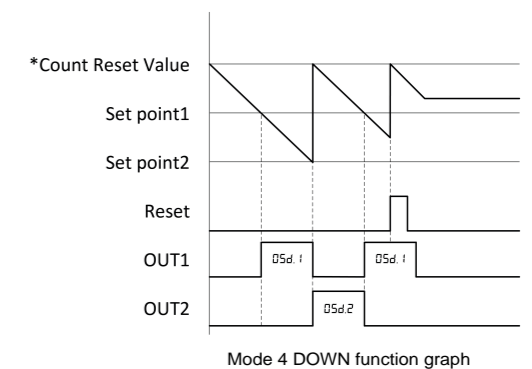 *Count Reset Value
Set point1
Set point2
Reset
OUT1
OSd.1
OSd.1
OUT2
OSd.2
Mode 4 DOWN function graph